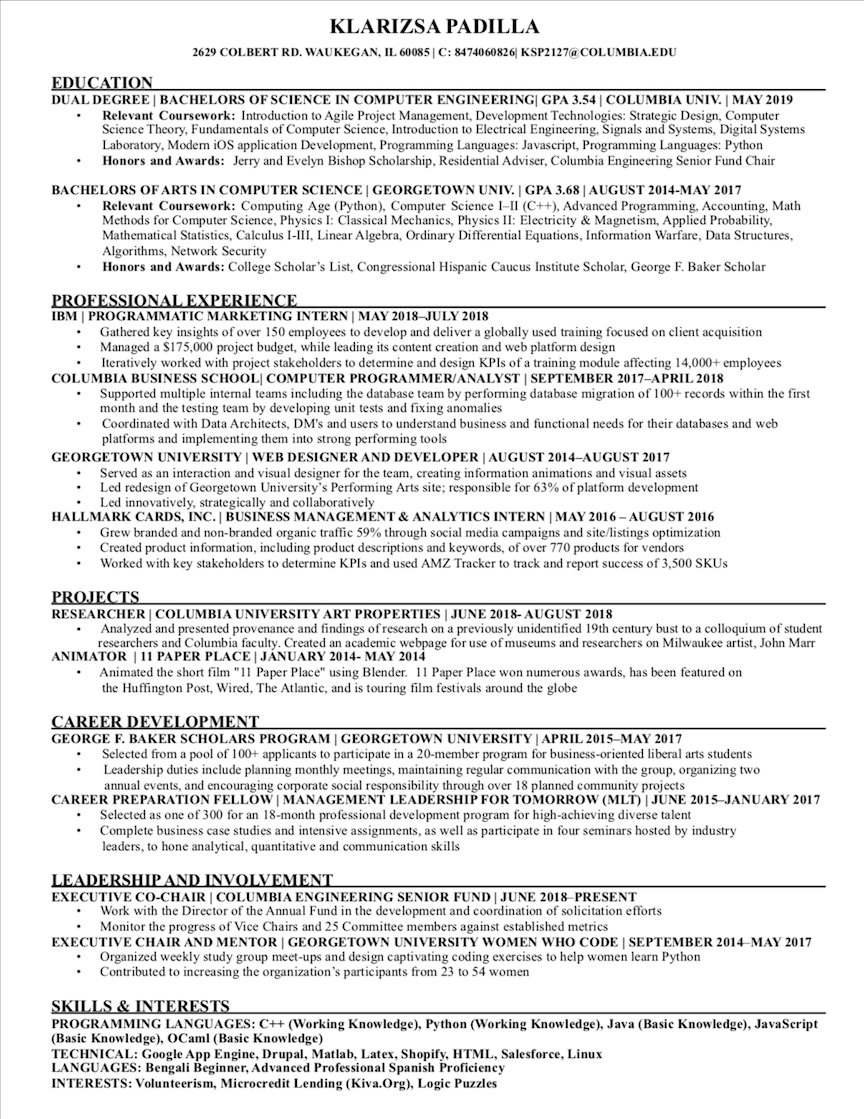 KLARIZSA PADILLA
2629 COLBERT RD. WAUKEGAN, IL 60085 | C: 8474060826| KSP2127@COLUMBIA.EDU
EDUCATION
DUAL DEGREE | BACHELORS OF SCIENCE IN COMPUTER ENGINEERING| GPA 3.54 | COLUMBIA UNIV. | MAY 2019
• Relevant Coursework: Introduction to Agile Project Management, Development Technologies: Strategic Design, Computer
Science Theory, Fundamentals of Computer Science, Introduction to Electrical Engineering, Signals and Systems, Digital Systems
Laboratory, Modern iOS application Development, Programming Languages: Javascript, Programming Languages: Python
• Honors and Awards: Jerry and Evelyn Bishop Scholarship, Residential Adviser, Columbia Engineering Senior Fund Chair
BACHELORS OF ARTS IN COMPUTER SCIENCE | GEORGETOWN UNIV. | GPA 3.68 | AUGUST 2014-MAY 2017
• Relevant Coursework: Computing Age (Python), Computer Science I–II (C++), Advanced Programming, Accounting, Math
Methods for Computer Science, Physics I: Classical Mechanics, Physics II: Electricity & Magnetism, Applied Probability,
Mathematical Statistics, Calculus I-III, Linear Algebra, Ordinary Differential Equations, Information Warfare, Data Structures,
Algorithms, Network Security
• Honors and Awards: College Scholar's List, Congressional Hispanic Caucus Institute Scholar, George F. Baker Scholar
PROFESSIONAL EXPERIENCE
IBM | PROGRAMMATIC MARKETING INTERN | MAY 2018–JULY 2018
• Gathered key insights of over 150 employees to develop and deliver a globally used training focused on client acquisition
• Managed a $175,000 project budget, while leading its content creation and web platform design
• Iteratively worked with project stakeholders to determine and design KPIs of a training module affecting 14,000+ employees
COLUMBIA BUSINESS SCHOOL| COMPUTER PROGRAMMER/ANALYST | SEPTEMBER 2017–APRIL 2018
• Supported multiple internal teams including the database team by performing database migration of 100+ records within the first
month and the testing team by developing unit tests and fixing anomalies
• Coordinated with Data Architects, DM's and users to understand business and functional needs for their databases and web
platforms and implementing them into strong performing tools
GEORGETOWN UNIVERSITY | WEB DESIGNER AND DEVELOPER | AUGUST 2014–AUGUST 2017
• Served as an interaction and visual designer for the team, creating information animations and visual assets
• Led redesign of Georgetown University's Performing Arts site; responsible for 63% of platform development
• Led innovatively, strategically and collaboratively
HALLMARK CARDS, INC. | BUSINESS MANAGEMENT & ANALYTICS INTERN | MAY 2016 – AUGUST 2016
• Grew branded and non-branded organic traffic 59% through social media campaigns and site/listings optimization
• Created product information, including product descriptions and keywords, of over 770 products for vendors
• Worked with key stakeholders to determine KPIs and used AMZ Tracker to track and report success of 3,500 SKUs
PROJECTS
RESEARCHER | COLUMBIA UNIVERSITY ART PROPERTIES | JUNE 2018- AUGUST 2018
• Analyzed and presented provenance and findings of research on a previously unidentified 19th century bust to a colloquium of student
researchers and Columbia faculty. Created an academic webpage for use of museums and researchers on Milwaukee artist, John Marr
ANIMATOR | 11 PAPER PLACE | JANUARY 2014- MAY 2014
• Animated the short film "11 Paper Place" using Blender. 11 Paper Place won numerous awards, has been featured on
the Huffington Post, Wired, The Atlantic, and is touring film festivals around the globe
CAREER DEVELOPMENT
GEORGE F. BAKER SCHOLARS PROGRAM | GEORGETOWN UNIVERSITY | APRIL 2015–MAY 2017
• Selected from a pool of 100+ applicants to participate in a 20-member program for business-oriented liberal arts students
• Leadership duties include planning monthly meetings, maintaining regular communication with the group, organizing two
annual events, and encouraging corporate social responsibility through over 18 planned community projects
CAREER PREPARATION FELLOW | MANAGEMENT LEADERSHIP FOR TOMORROW (MLT) | JUNE 2015–JANUARY 2017
• Selected as one of 300 for an 18-month professional development program for high-achieving diverse talent
• Complete business case studies and intensive assignments, as well as participate in four seminars hosted by industry
leaders, to hone analytical, quantitative and communication skills
LEADERSHIP AND INVOLVEMENT
EXECUTIVE CO-CHAIR | COLUMBIA ENGINEERING SENIOR FUND | JUNE 2018–PRESENT
• Work with the Director of the Annual Fund in the development and coordination of solicitation efforts
• Monitor the progress of Vice Chairs and 25 Committee members against established metrics
EXECUTIVE CHAIR AND MENTOR | GEORGETOWN UNIVERSITY WOMEN WHO CODE | SEPTEMBER 2014–MAY 2017
• Organized weekly study group meet-ups and design captivating coding exercises to help women learn Python
• Contributed to increasing the organization's participants from 23 to 54 women
SKILLS & INTERESTS
PROGRAMMING LANGUAGES: C++ (Working Knowledge), Python (Working Knowledge), Java (Basic Knowledge), JavaScript
(Basic Knowledge), OCaml (Basic Knowledge)
TECHNICAL: Google App Engine, Drupal, Matlab, Latex, Shopify, HTML, Salesforce, Linux
LANGUAGES: Bengali Beginner, Advanced Professional Spanish Proficiency
INTERESTS: Volunteerism, Microcredit Lending (Kiva.Org), Logic Puzzles